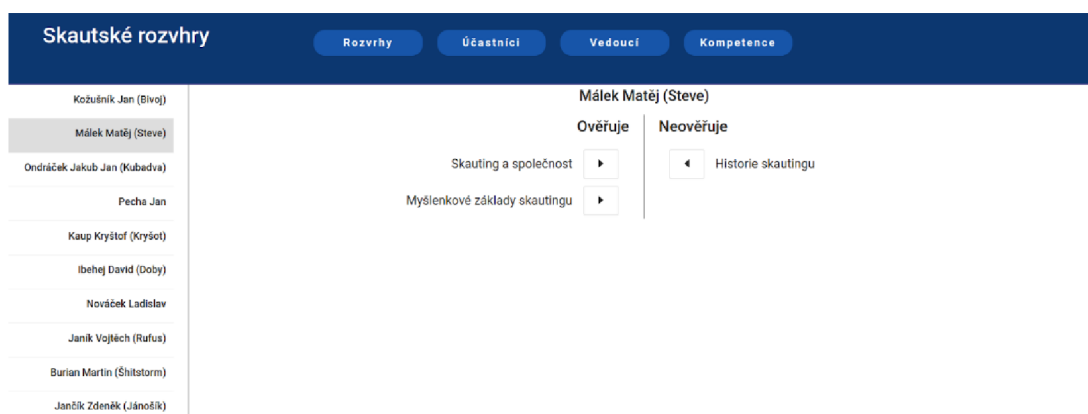 Skautské rozvhry
Rozvrhy Účastníci Vedoucí Kompetence
Kožušník Jan (Bivoj)
Málek Matěj (Steve)
Ondráček Jakub Jan (Kubadva)
Pecha Jan
Kaup Kryštof (Kryšot)
Ibehej David (Doby)
Nováček Ladislav
Janík Vojtěch (Rufus)
Burian Martin (Šhitstorm)
Jančík Zdeněk (Jánošík)
Málek Matěj (Steve)
Ověřuje Neověřuje
Skauting a společnost Historie skautingu
Myšlenkové základy skautingu